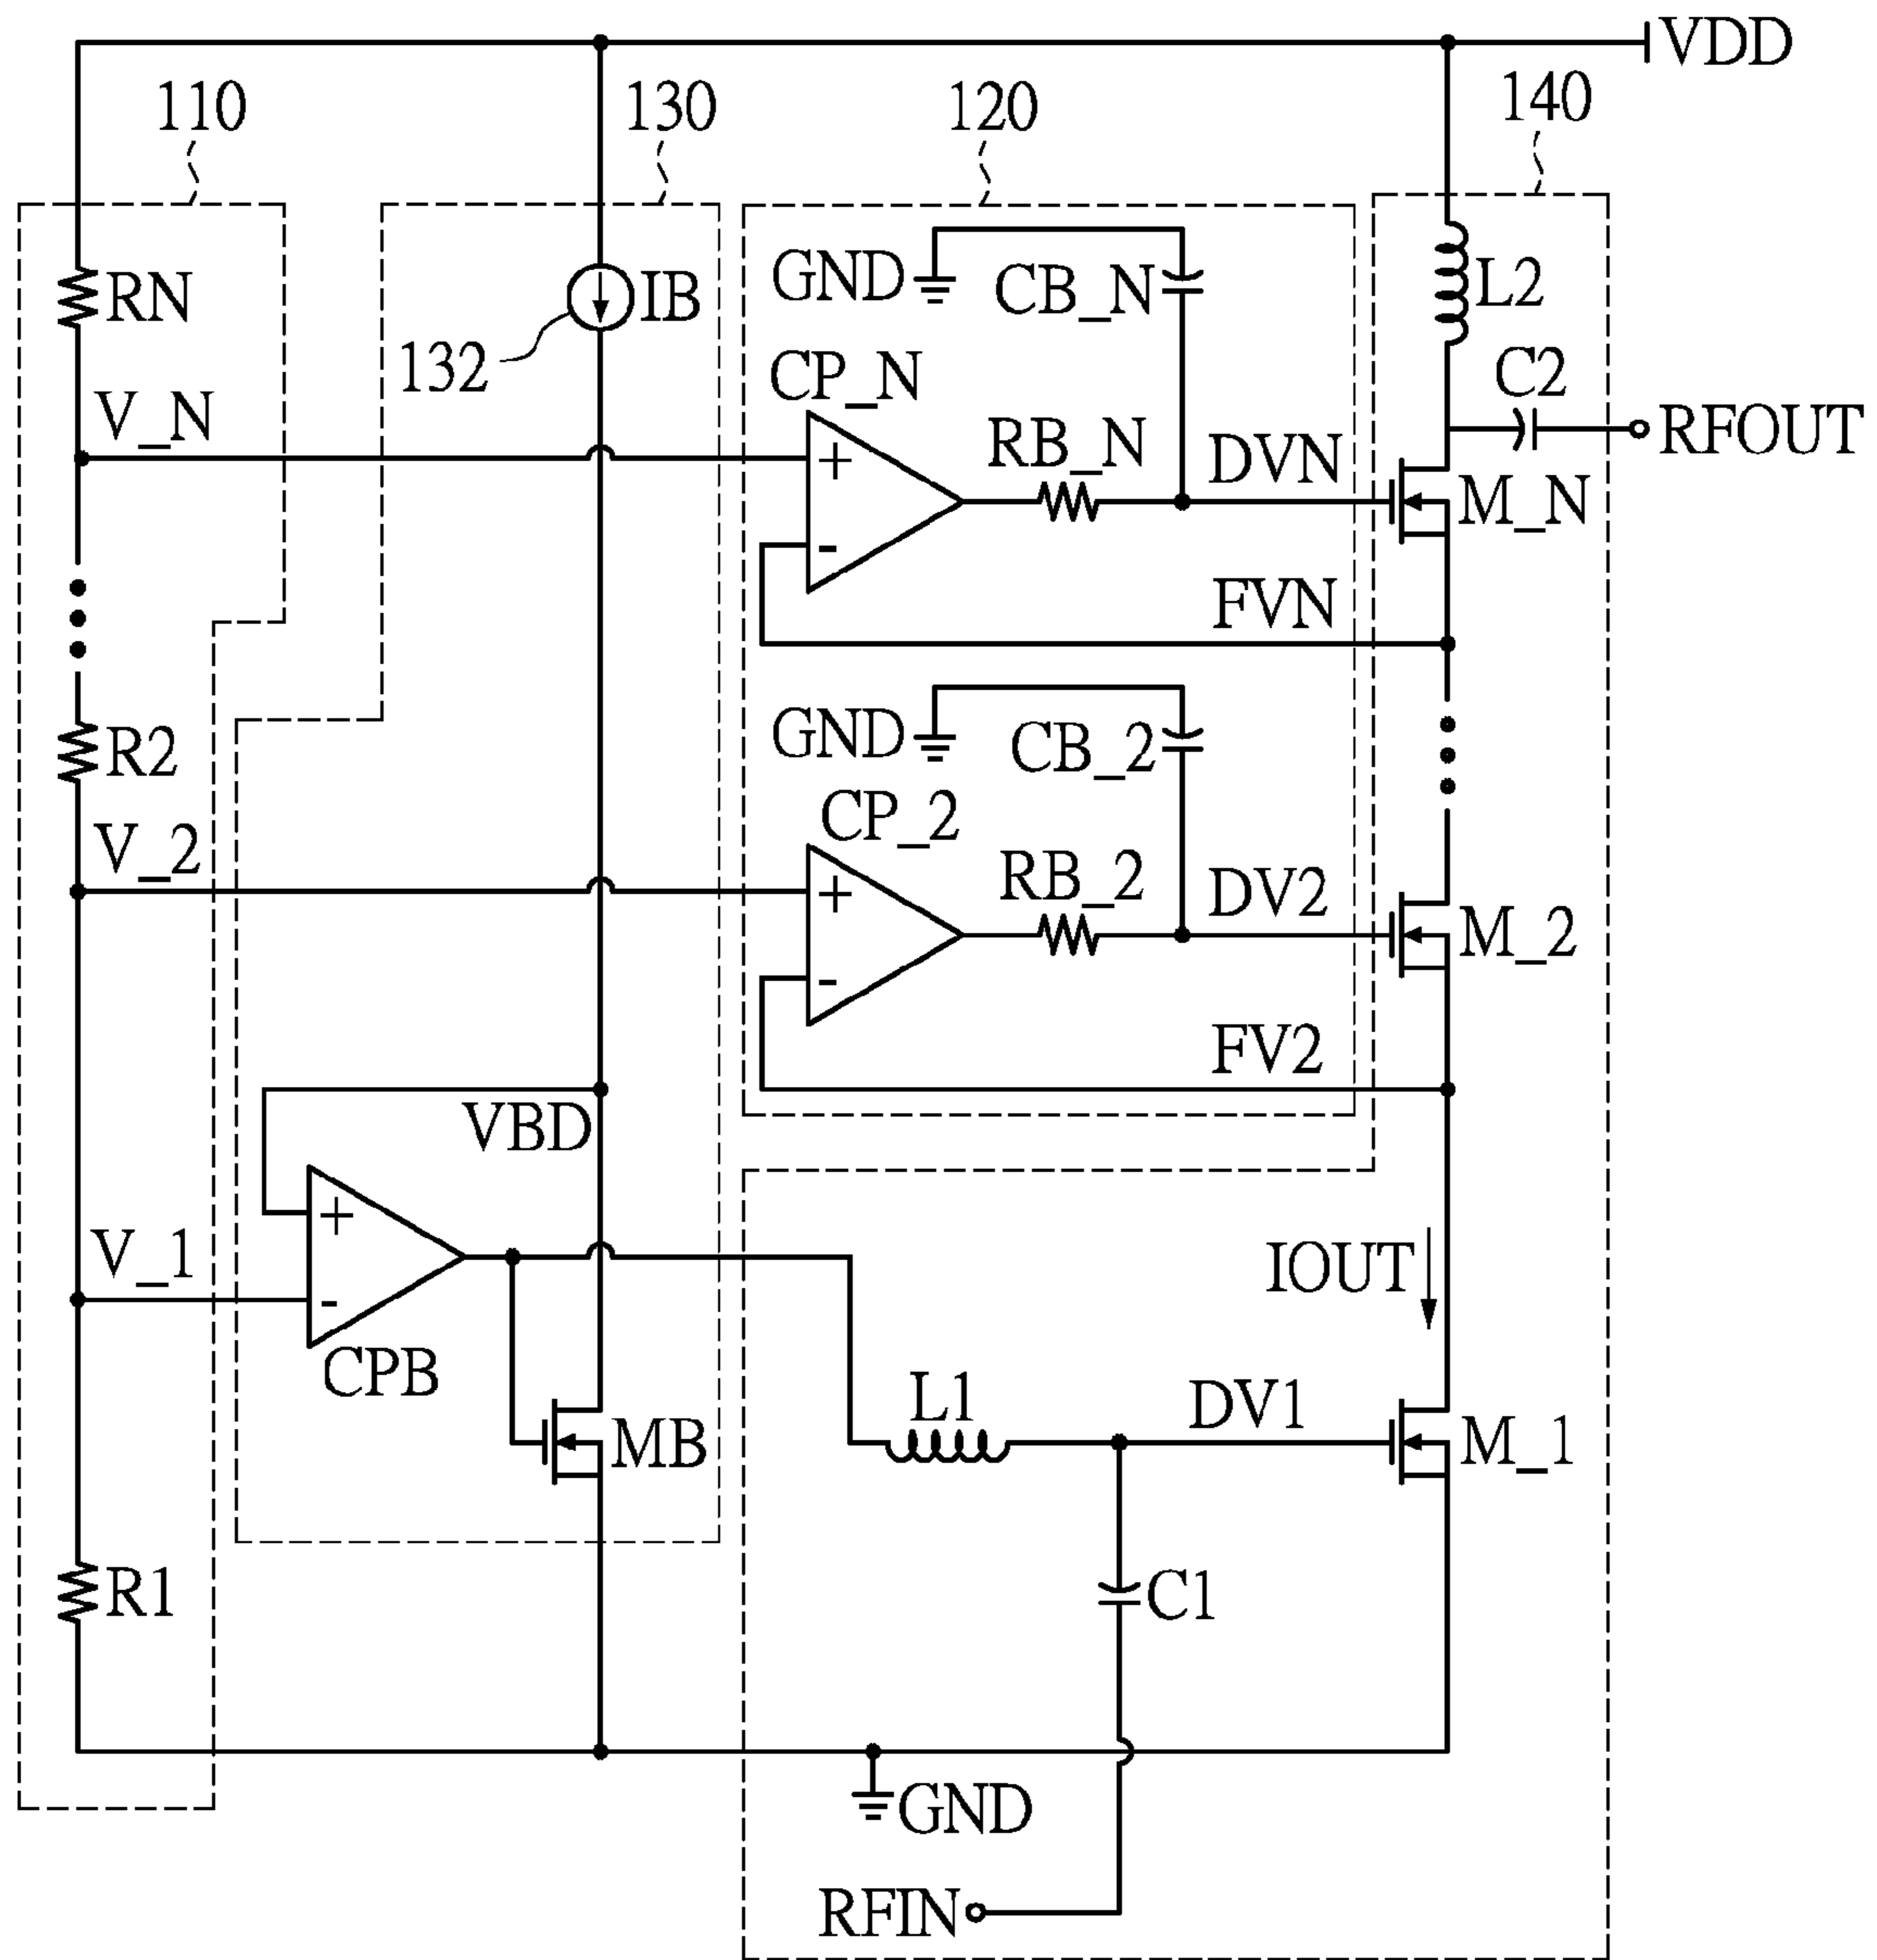 VDD
110
130
120
140
RN
IB
132
GND
CB_N
L2
CP_N
C2
V_N
RB_N
DVN
RFOUT
+
-
M_N
FVN
R2
GND
CB_2
CP_2
V_2
RB_2
DV2
+
-
M_2
FV2
VBD
+
-
V_1
IOUT
CPB
L1
DV1
MB
M_1
R1
C1
GND
RFIN